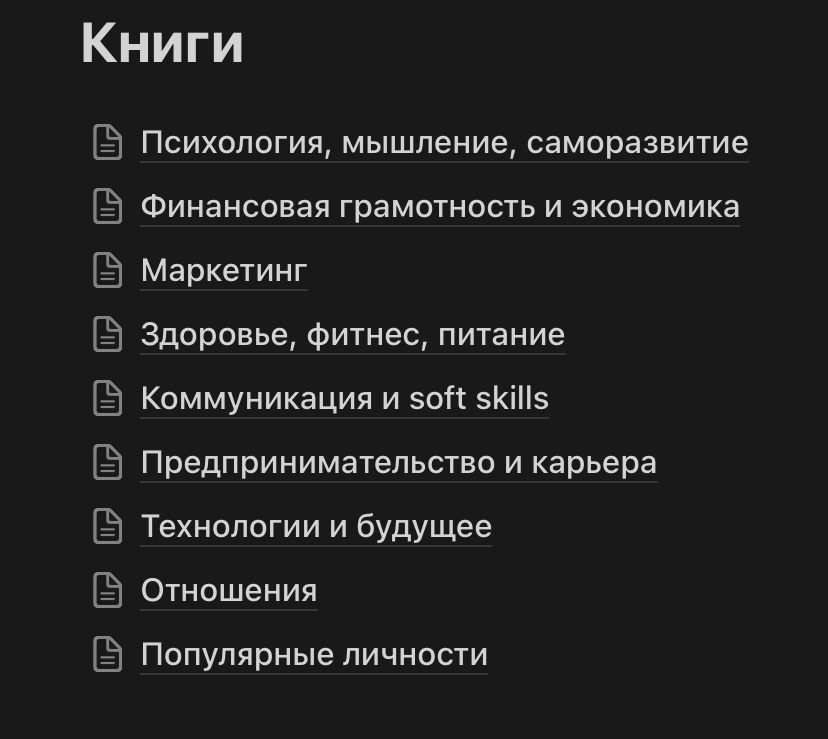 Книги
Психология, мышление, саморазвитие
Финансовая грамотность и экономика
Маркетинг
Здоровье, фитнес, питание
Коммуникация и soft skills
Предпринимательство и карьера
Технологии и будущее
Отношения
Популярные личности